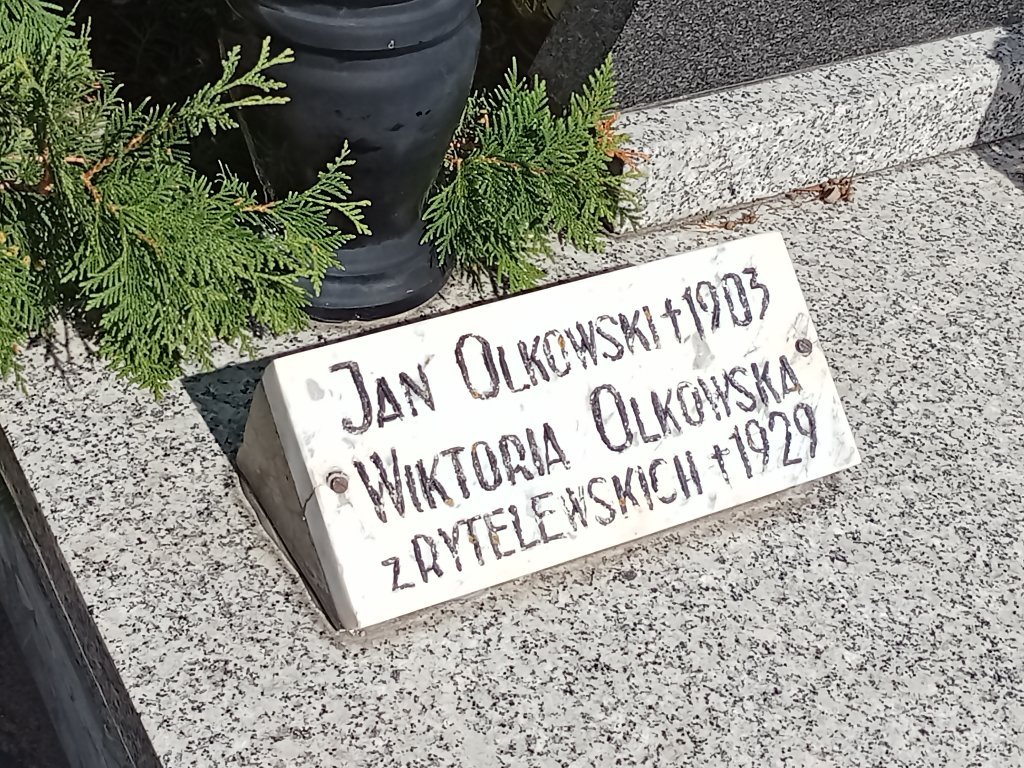 Jan Olkowski †1903
Wiktoria Olkowska
z Rytelewskich †1929